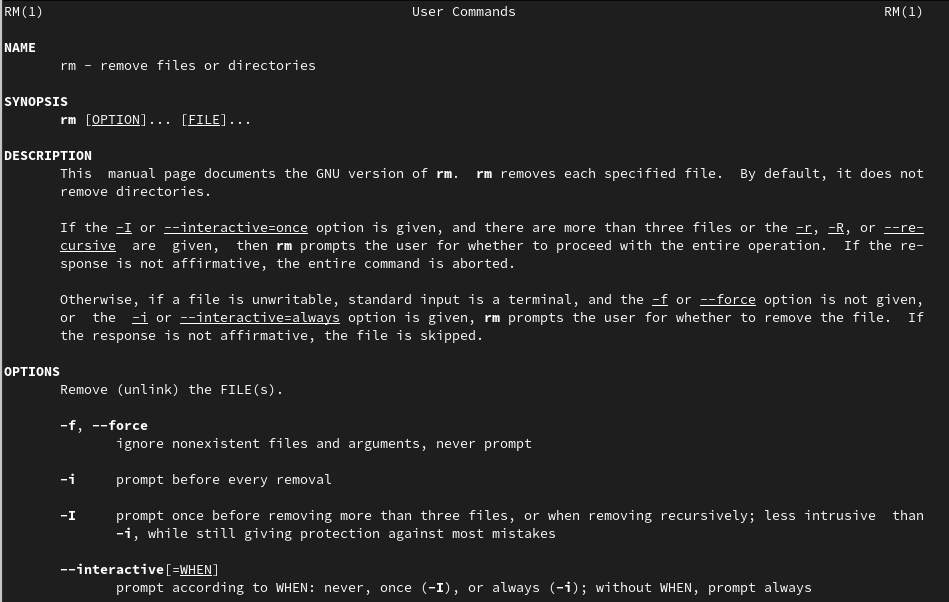 RM(1) User Commands RM(1)
NAME
rm - remove files or directories
SYNOPSIS
rm [OPTION]... [FILE]...
DESCRIPTION
This  manual page documents the GNU version of rm.  rm removes each specified file.  By default, it does not
remove directories.
If the -I or --interactive=once option is given, and there are more than three files or the -r, -R, or --re-
cursive  are  given,  then rm prompts the user for whether to proceed with the entire operation.  If the re-
sponse is not affirmative, the entire command is aborted.
Otherwise, if a file is unwritable, standard input is a terminal, and the -f or --force option is not given,
or  the  -i or --interactive=always option is given, rm prompts the user for whether to remove the file.  If
the response is not affirmative, the file is skipped.
OPTIONS
Remove (unlink) the FILE(s).
-f, --force
ignore nonexistent files and arguments, never prompt
-i     prompt before every removal
-I     prompt once before removing more than three files, or when removing recursively; less intrusive  than
-i, while still giving protection against most mistakes
--interactive[=WHEN]
prompt according to WHEN: never, once (-I), or always (-i); without WHEN, prompt always